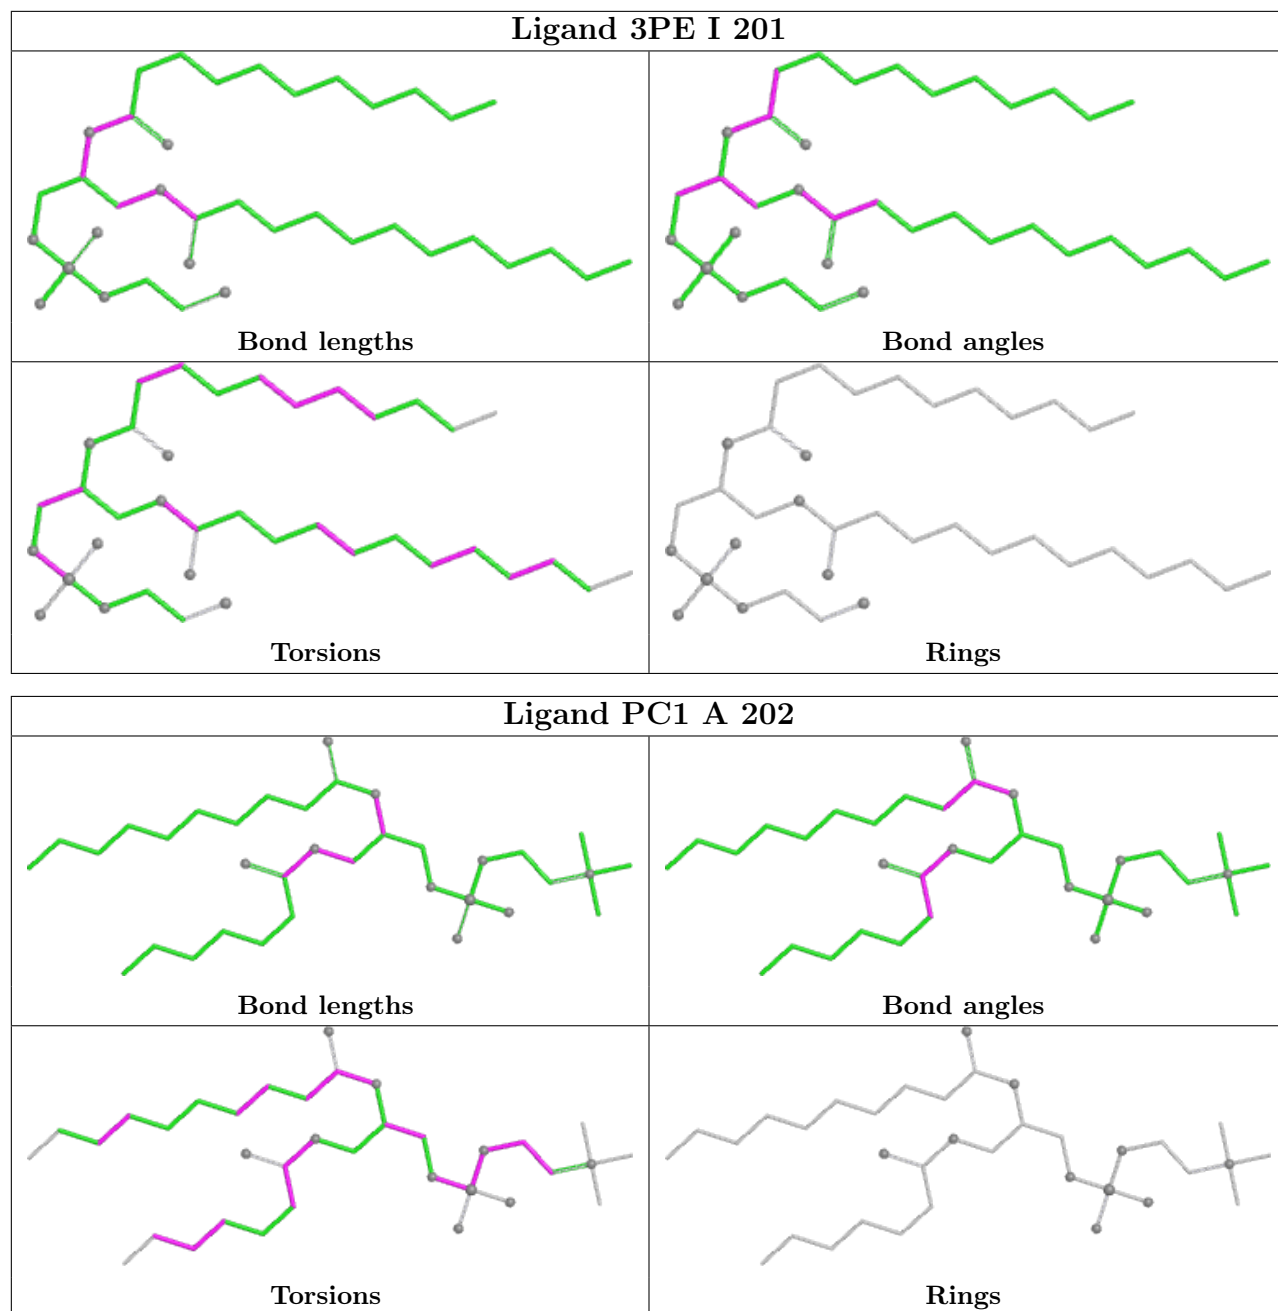 Ligand 3PE I 201
Bond lengths
Bond angles
Torsions
Rings
Ligand PC1 A 202
Bond lengths
Bond angles
Torsions
Rings